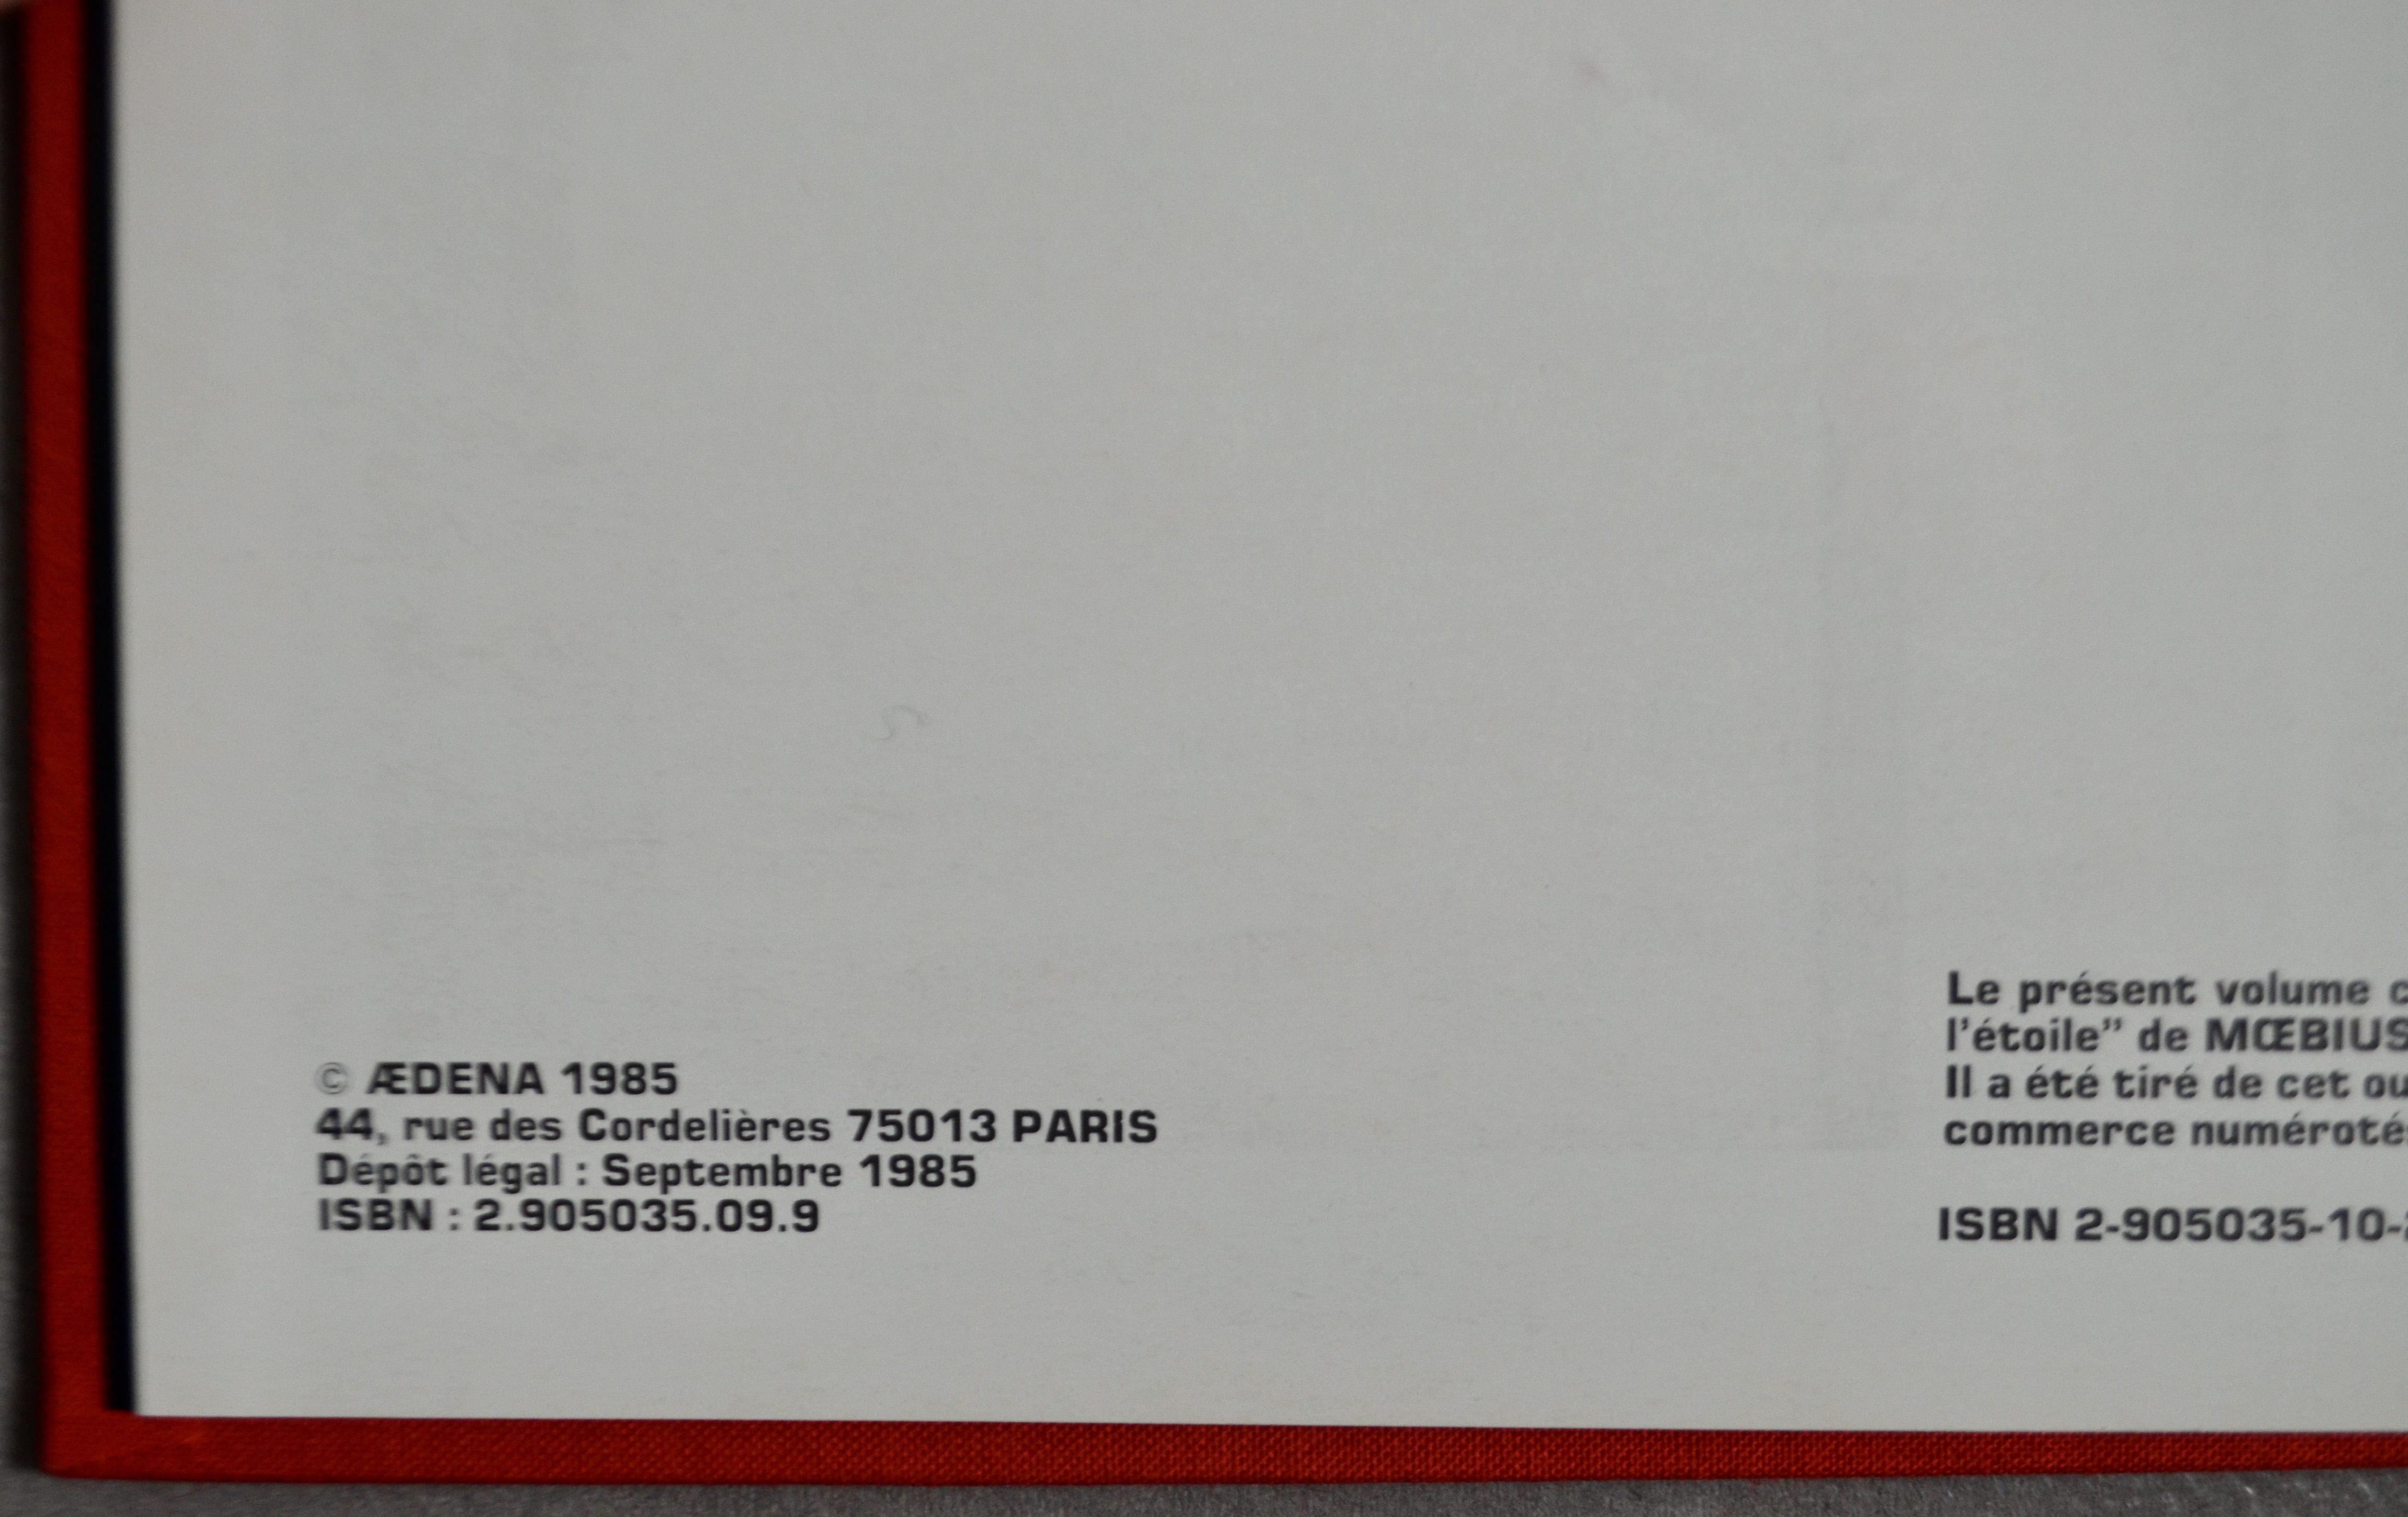 © ÆDENA 1985
44, rue des Cordelières 75013 PARIS
Dépôt légal : Septembre 1985
ISBN : 2.905035.09.9
Le présent volume
l'étoile" de MŒBIUS
Il a été tiré de cet
commerce numéroté
ISBN 2-905035-10-